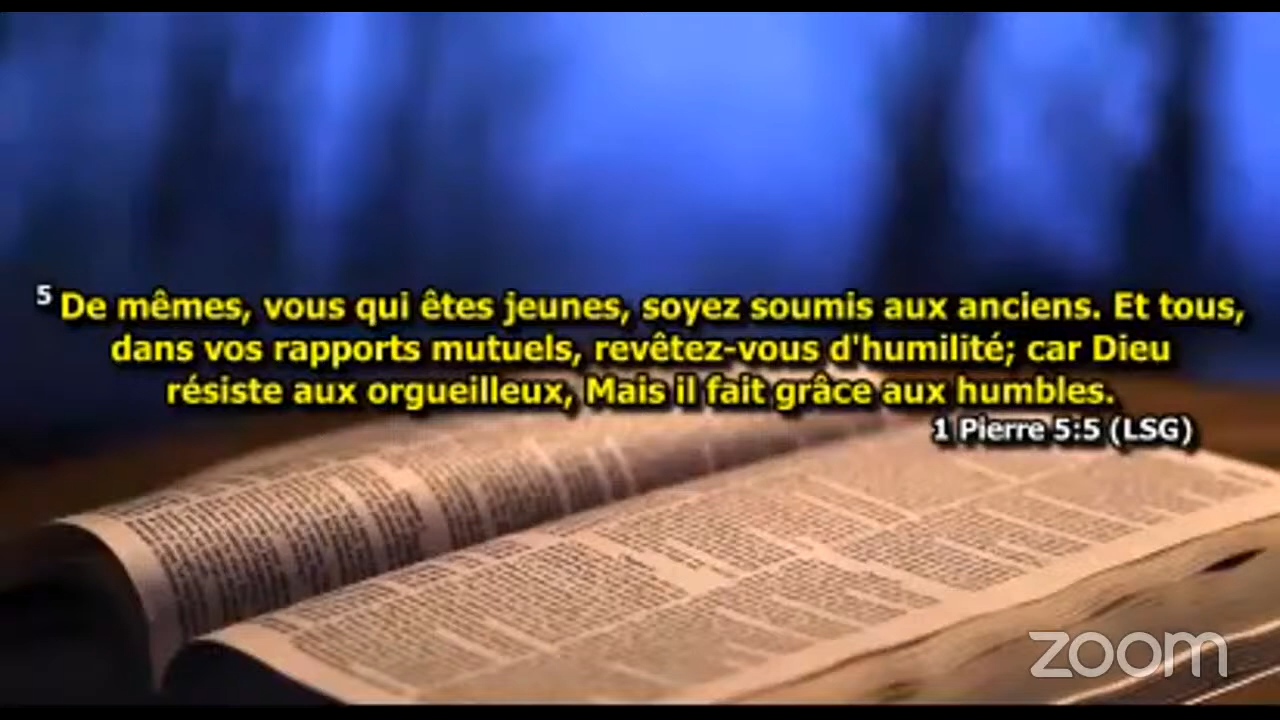 5 De mêmes, vous qui êtes jeunes, soyez soumis aux anciens. Et tous,
dans vos rapports mutuels, revêtez-vous d'humilité; car Dieu
résiste aux orgueilleux, Mais il fait grâce aux humbles.
1 Pierre 5:5 (LSG)
zoom